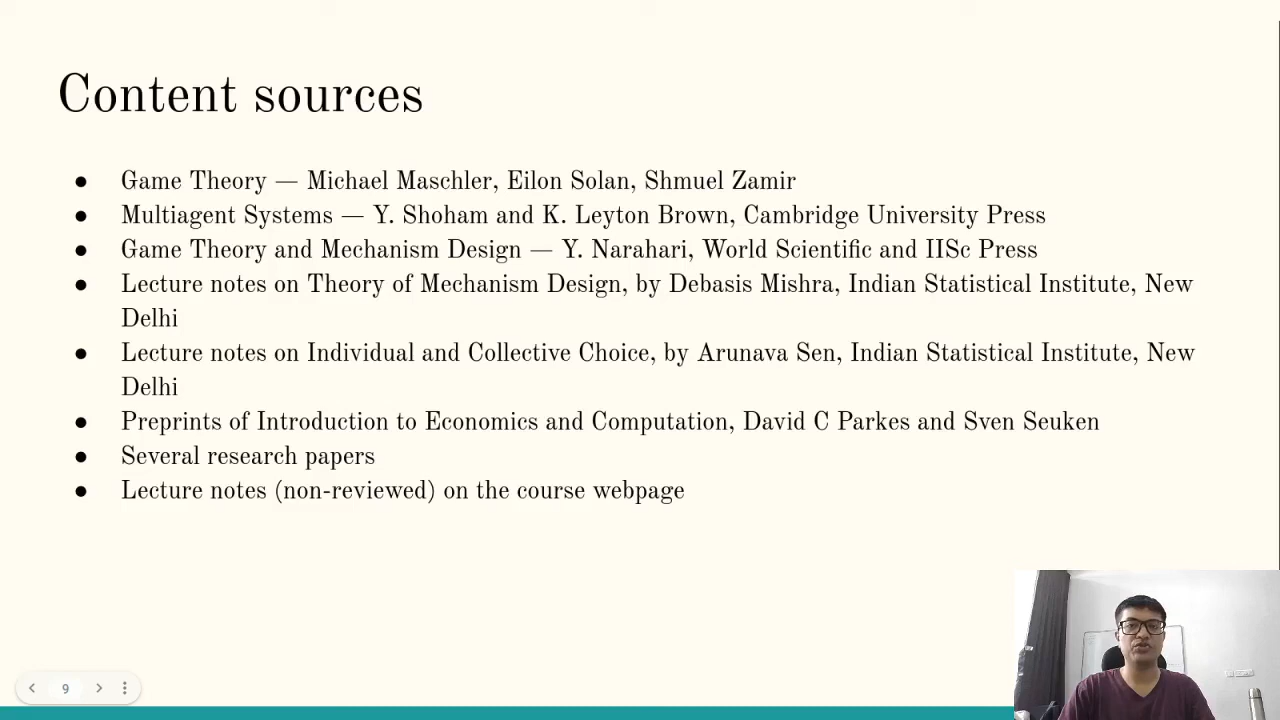 Content sources
● Game Theory — Michael Maschler, Eilon Solan, Shmuel Zamir
● Multiagent Systems — Y. Shoham and K. Leyton Brown, Cambridge University Press
● Game Theory and Mechanism Design — Y. Narahari, World Scientific and IISc Press
● Lecture notes on Theory of Mechanism Design, by Debasis Mishra, Indian Statistical Institute, New
Delhi
● Lecture notes on Individual and Collective Choice, by Arunava Sen, Indian Statistical Institute, New
Delhi
● Preprints of Introduction to Economics and Computation, David C Parkes and Sven Seuken
● Several research papers
● Lecture notes (non-reviewed) on the course webpage
9